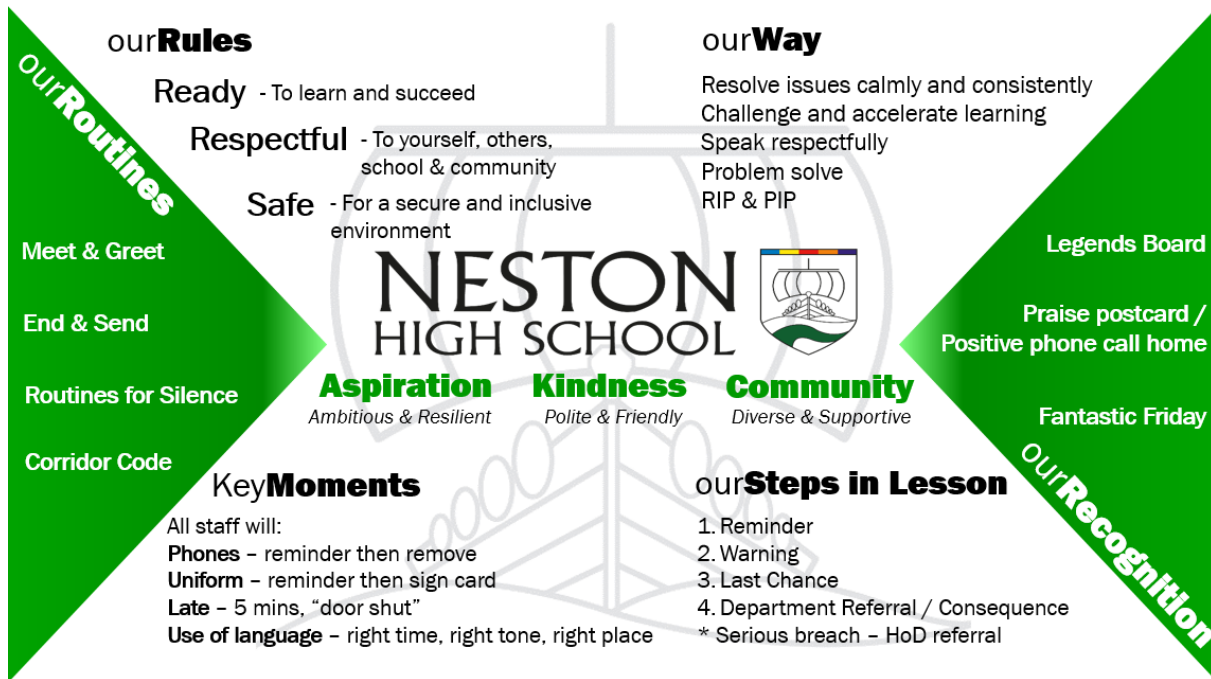 ourRules
Ready - To learn and succeed
Respectful - To yourself, others,
school & community
Safe - For a secure and inclusive
environment
ourWay
Resolve issues calmly and consistently
Challenge and accelerate learning
Speak respectfully
Problem solve
RIP & PIP
ourRoutines
Meet & Greet
End & Send
Routines for Silence
Corridor Code
NESTON
HIGH SCHOOL
Aspiration
Ambitious & Resilient
Kindness
Polite & Friendly
Community
Diverse & Supportive
Legends Board
Praise postcard /
Positive phone call home
Fantastic Friday
ourRecognition
KeyMoments
All staff will:
Phones – reminder then remove
Uniform – reminder then sign card
Late – 5 mins, “door shut”
Use of language – right time, right tone, right place
ourSteps in Lesson
1. Reminder
2. Warning
3. Last Chance
4. Department Referral / Consequence
* Serious breach – HoD referral